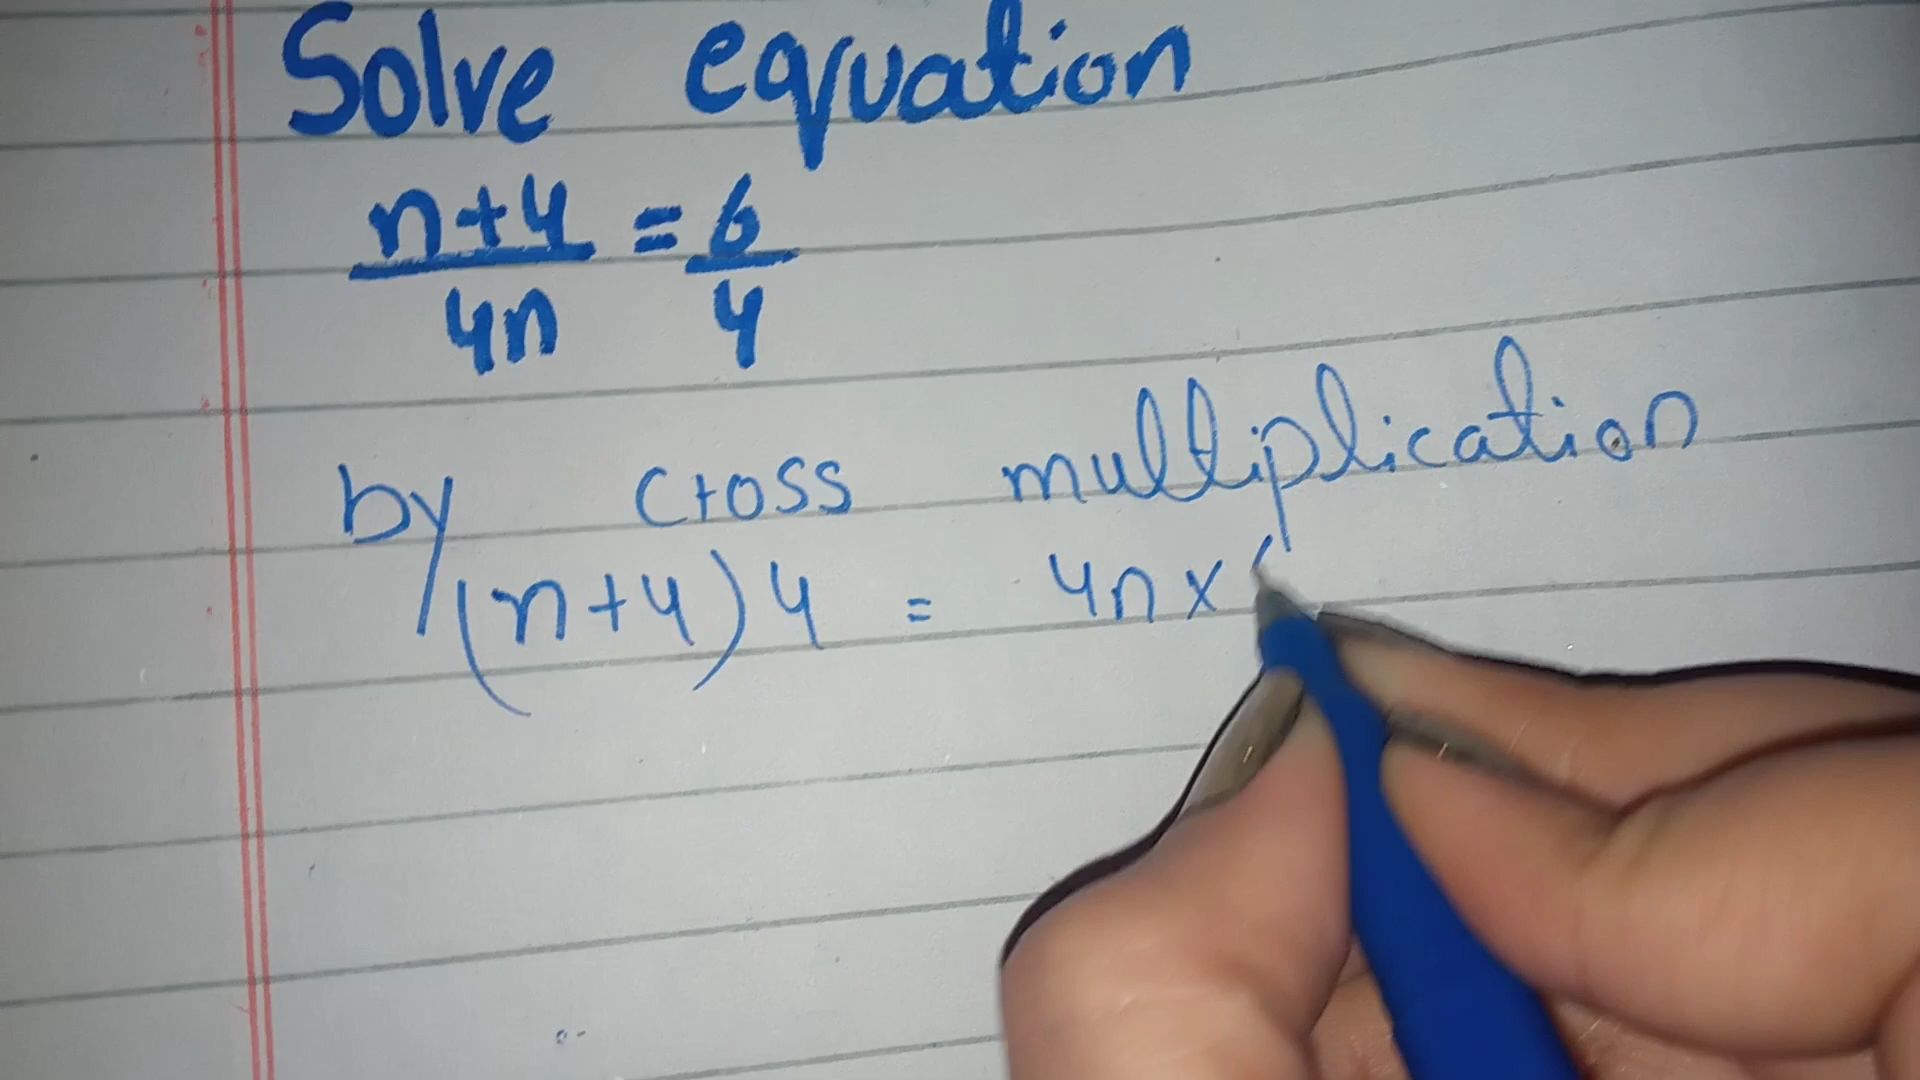 Solve equation
n+4/4n = 6/4
by cross multiplication
(n+4)4 = 4n×